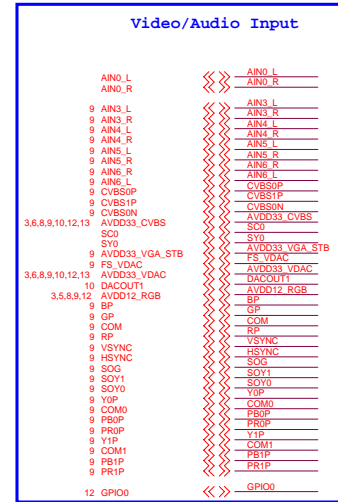 Video/Audio Input
AIN0_L AIN0_L
AIN0_R AIN0_R
9 AIN3_L AIN3_L
9 AIN3_R AIN3_R
9 AIN4_L AIN4_L
9 AIN4_R AIN4_R
9 AIN5_L AIN5_L
9 AIN5_R AIN5_R
9 AIN6_R AIN6_R
9 AIN6_L AIN6_L
9 CVBS0P CVBS0P
9 CVBS1P CVBS1P
9 CVBS0N CVBS0N
3,6,8,9,10,12,13 AVDD33_CVBS AVDD33_CVBS
SC0 SC0
SY0 SY0
9 AVDD33_VGA_STB AVDD33_VGA_STB
9 FS_VDAC FS_VDAC
3,6,8,9,10,12,13 AVDD33_VDAC AVDD33_VDAC
10 DACOUT1 DACOUT1
3,5,8,9,12 AVDD12_RGB AVDD12_RGB
9 BP BP
9 GP GP
9 COM COM
9 RP RP
9 VSYNC VSYNC
9 HSYNC HSYNC
9 SOG SOG
9 SOY1 SOY1
9 SOY0 SOY0
9 Y0P Y0P
9 COM0 COM0
9 PB0P PB0P
9 PR0P PR0P
9 Y1P Y1P
9 COM1 COM1
9 PB1P PB1P
9 PR1P PR1P
12 GPIO0 GPIO0